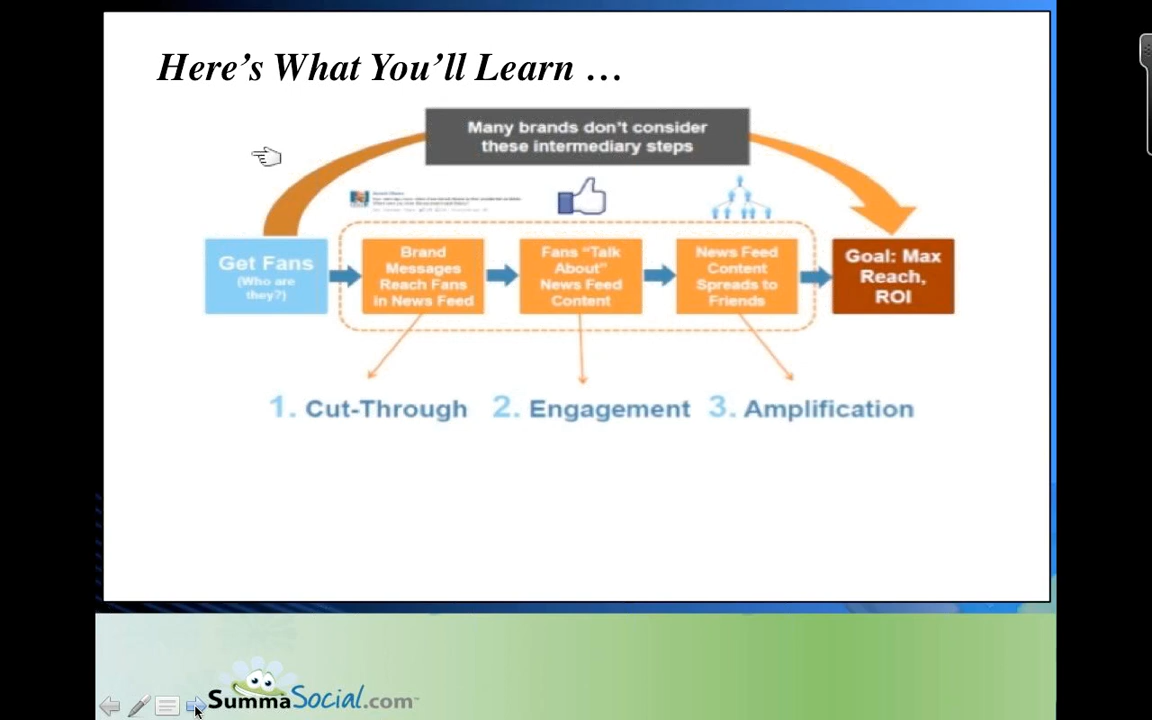 Here's What You'll Learn …
Many brands don't consider
these intermediary steps
Get Fans
(Who are
they?)
Brand
Messages
Reach Fans
in News Feed
Fans “Talk
About”
News Feed
Content
News Feed
Content
Spreads to
Friends
Goal: Max
Reach,
ROI
1. Cut-Through
2. Engagement
3. Amplification
SummaSocial.com™